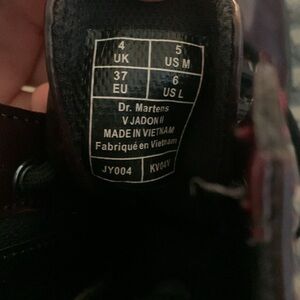 4 UK 5 US M
37 EU 6 US L
Dr. Martens
V JADON II
MADE IN VIETNAM
Fabriqué en Vietnam
JY004 KV04V